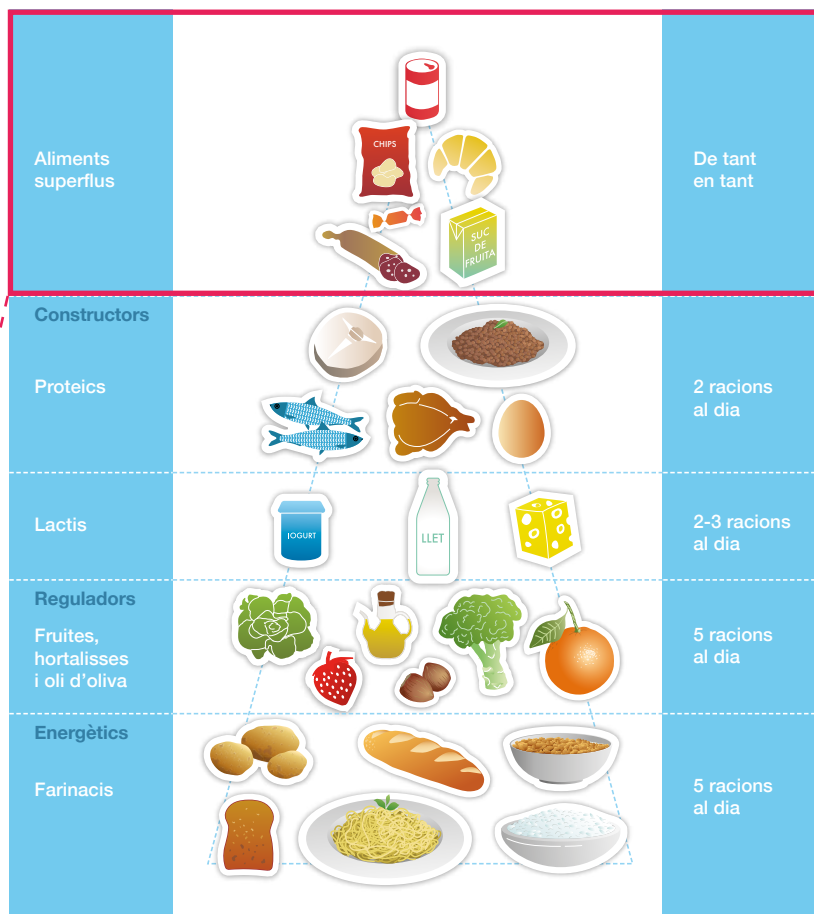 Aliments
superflus
CHIPS
SUC
DE
FRUITA
De tant
en tant
Constructors
Proteics
2 racions
al dia
Lactis
IOGURT
LLET
2-3 racions
al dia
Reguladors
Fruites,
hortalisses
i oli d'oliva
5 racions
al dia
Energètics
Farinacis
5 racions
al dia